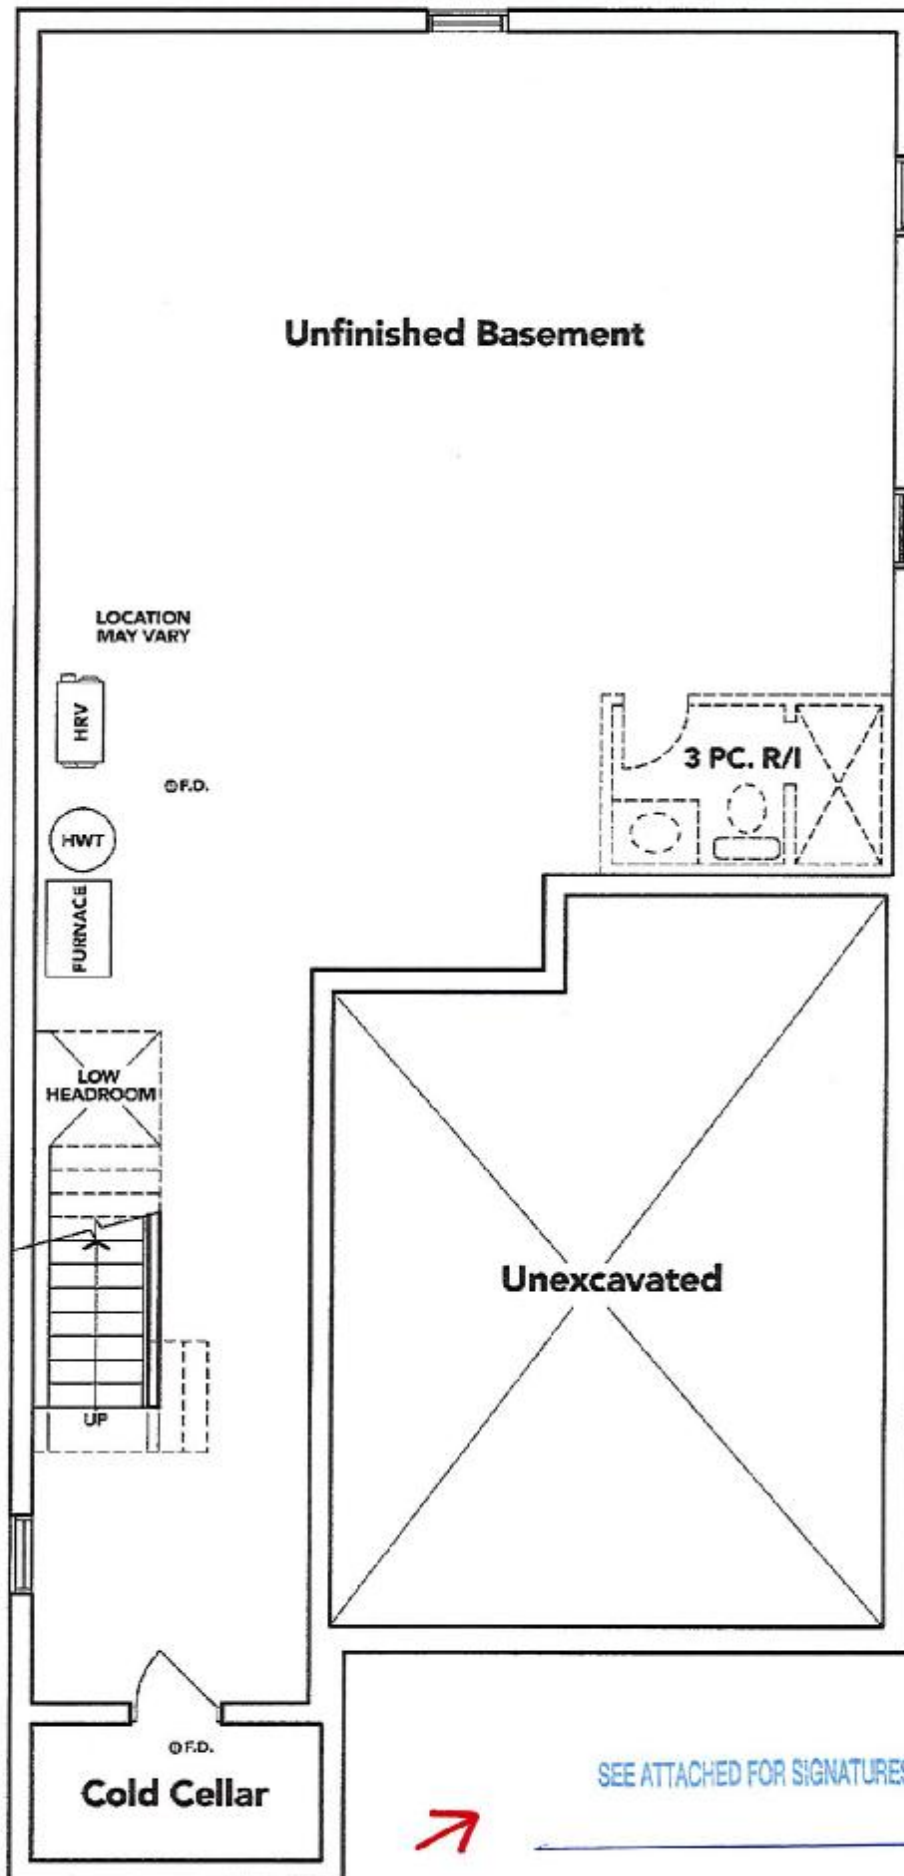 Unfinished Basement
LOCATION
MAY VARY
HRV
F.D.
3 PC. R/I
HWT
FURNACE
LOW
HEADROOM
Unexcavated
UP
F.D.
Cold Cellar
SEE ATTACHED FOR SIGNATURES